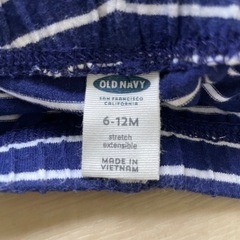 OLD NAVY
SAN FRANCISCO
CALIFORNIA
6-12M
stretch
extensible
MADE IN
VIETNAM